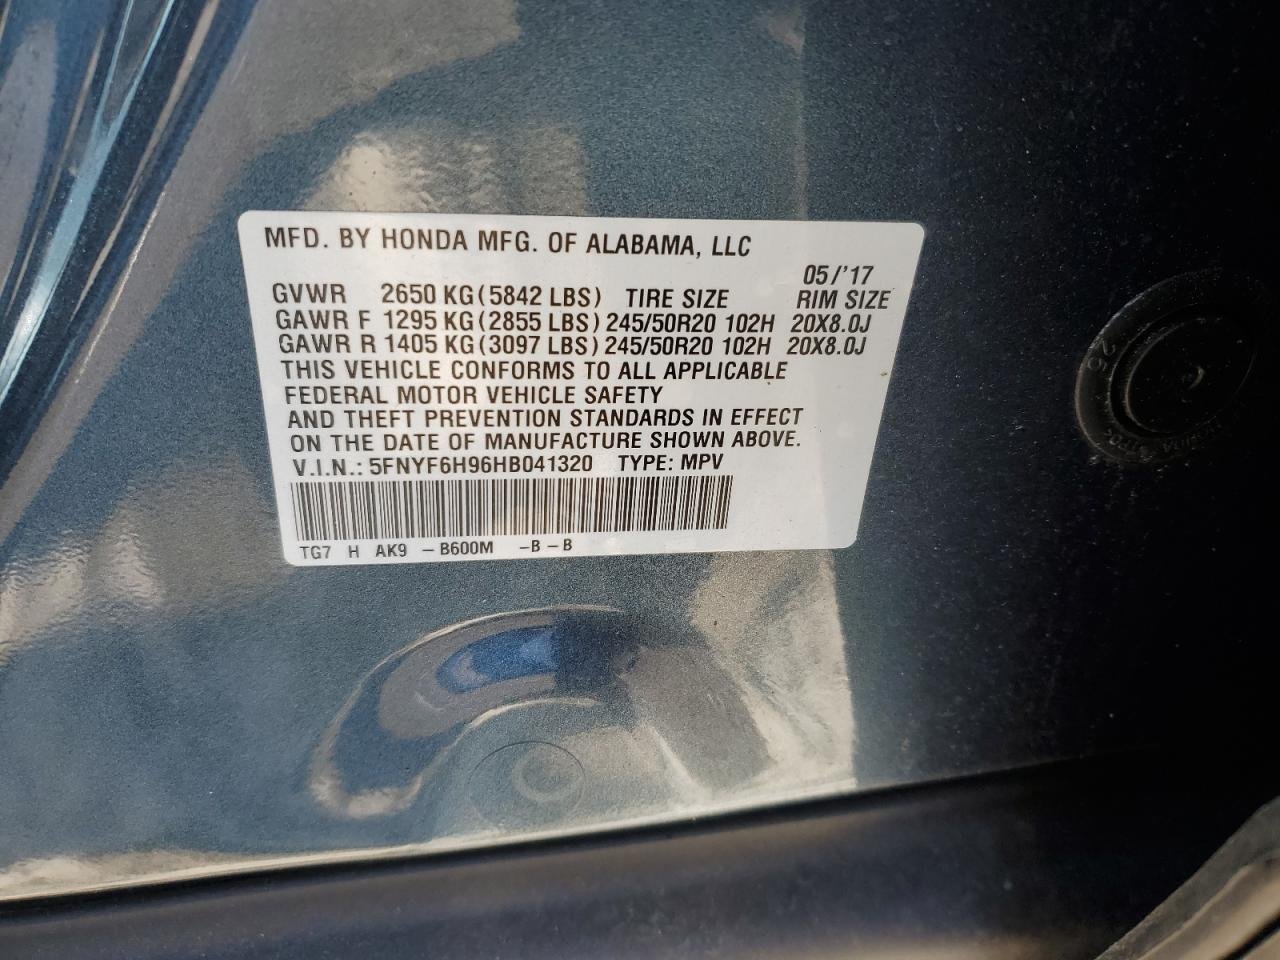 MFD. BY HONDA MFG. OF ALABAMA, LLC
05/'17
GVWR 2650 KG (5842 LBS) TIRE SIZE RIM SIZE
GAWR F 1295 KG (2855 LBS) 245/50R20 102H 20X8.0J
GAWR R 1405 KG (3097 LBS) 245/50R20 102H 20X8.0J
THIS VEHICLE CONFORMS TO ALL APPLICABLE
FEDERAL MOTOR VEHICLE SAFETY
AND THEFT PREVENTION STANDARDS IN EFFECT
ON THE DATE OF MANUFACTURE SHOWN ABOVE.
V.I.N.: 5FNYF6H96HB041320 TYPE: MPV
TG7 H AK9 – B600M – B – B
26